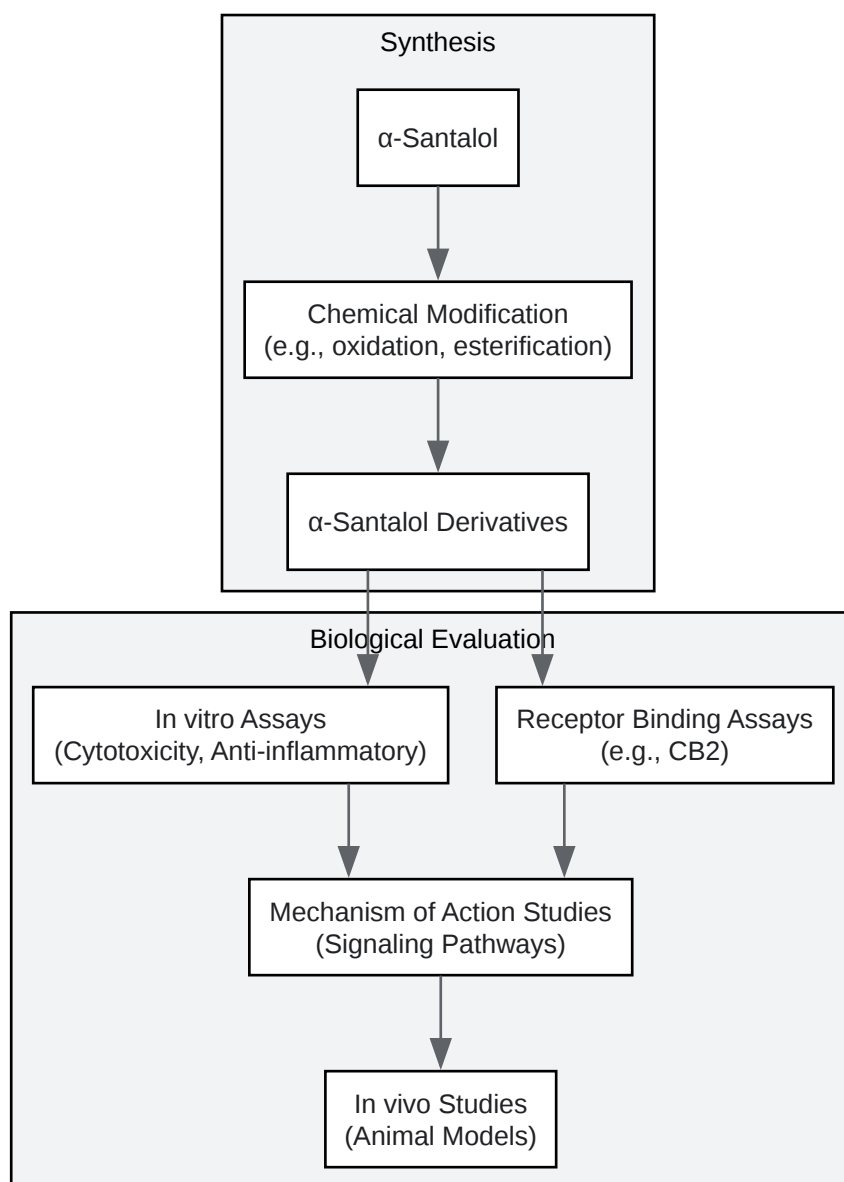 Synthesis
α-Santalol
Chemical Modification
(e.g., oxidation, esterification)
α-Santalol Derivatives
Biological Evaluation
In vitro Assays
(Cytotoxicity, Anti-inflammatory)
Receptor Binding Assays
(e.g., CB2)
Mechanism of Action Studies
(Signaling Pathways)
In vivo Studies
(Animal Models)